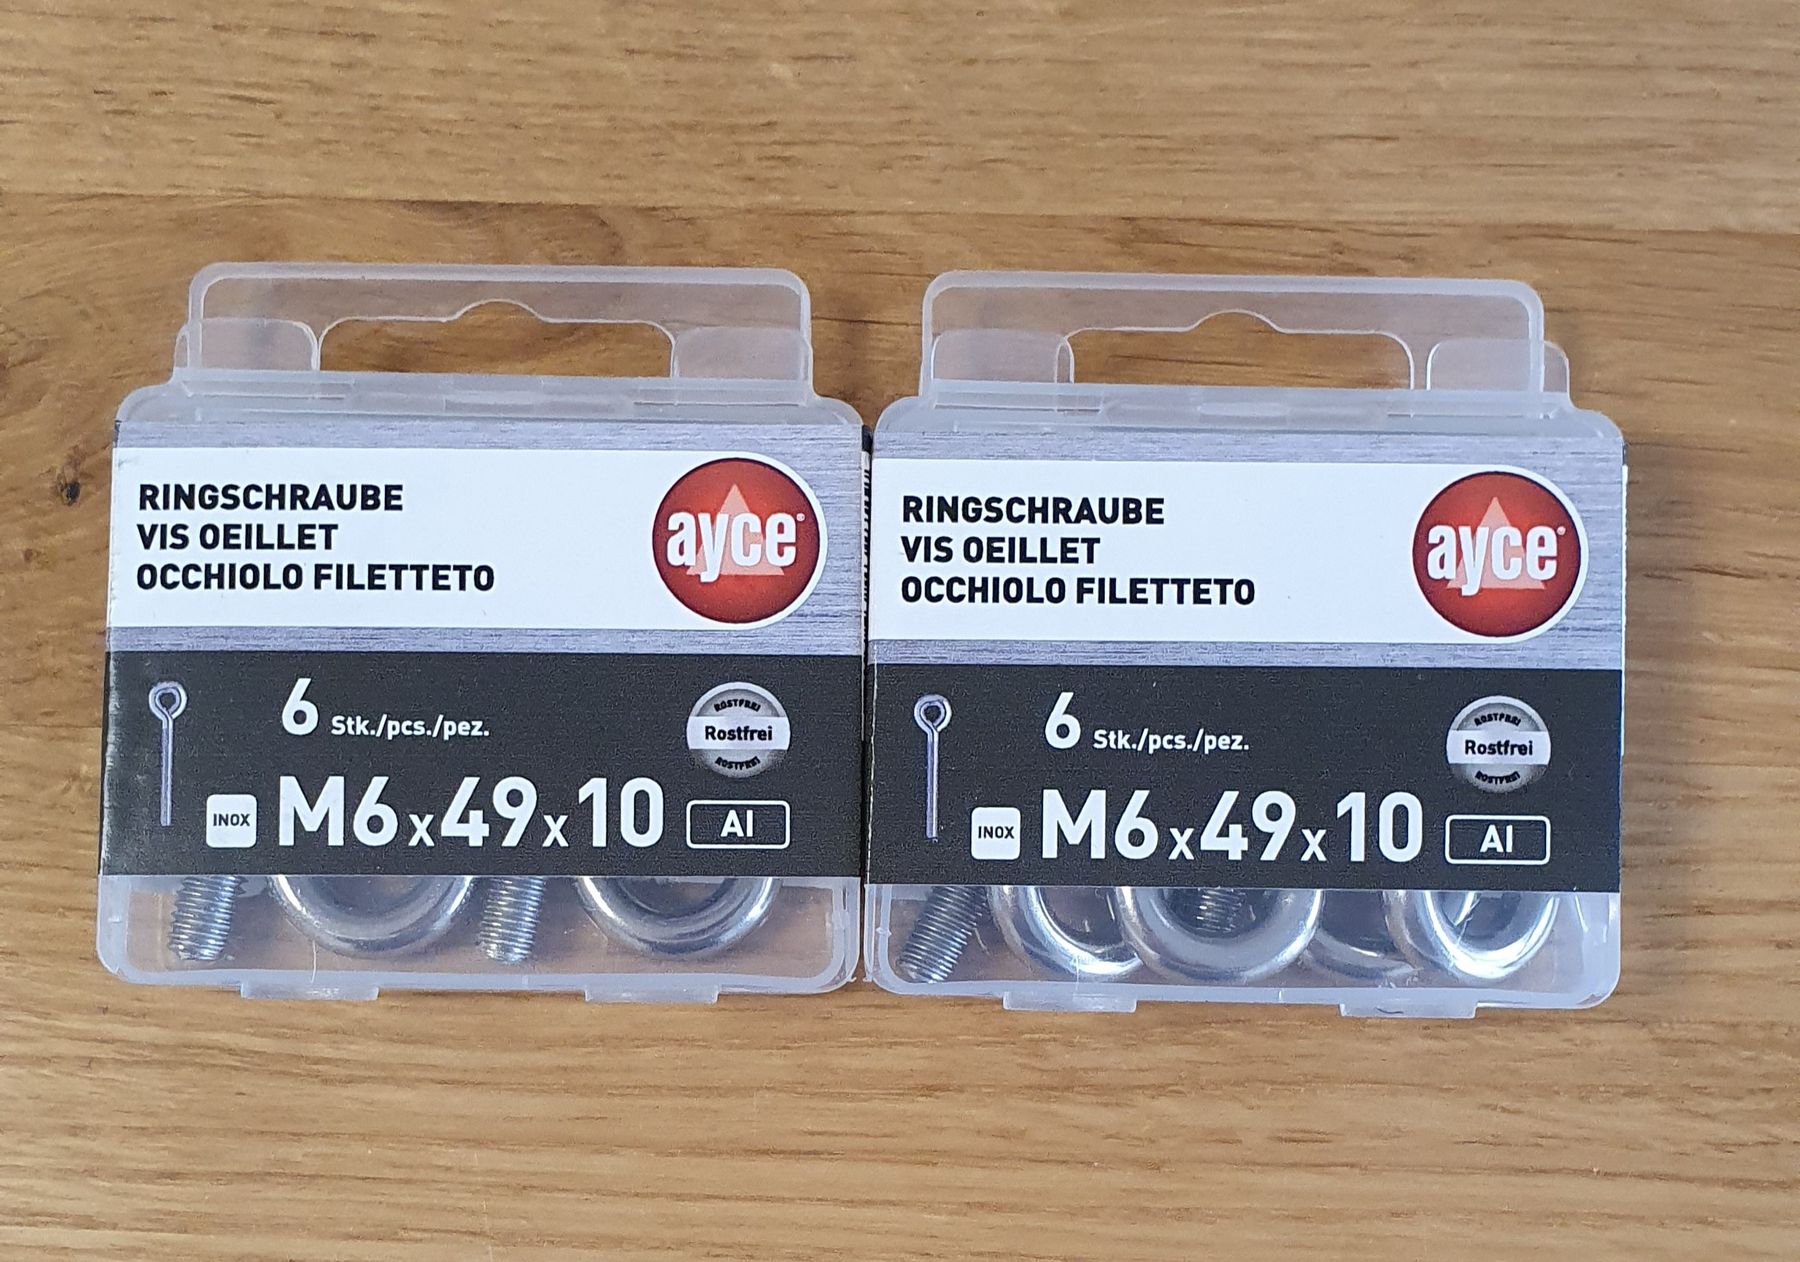 RINGSCHRAUBE
VIS OEILLET
OCCHIOLO FILETTETO
ayce®
6 Stk./pcs./pez.
ROSTFREI
Rostfrei
ROSTFREI
INOX
M6x49x10
AI
RINGSCHRAUBE
VIS OEILLET
OCCHIOLO FILETTETO
ayce®
6 Stk./pcs./pez.
ROSTFREI
Rostfrei
ROSTFREI
INOX
M6x49x10
AI